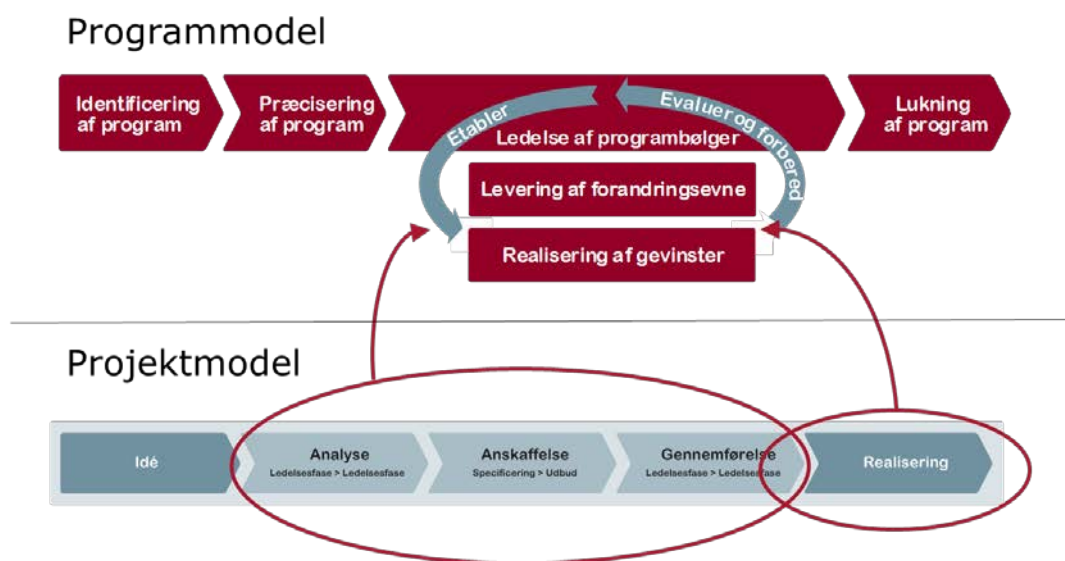 Programmodel
Identificering
af program
Præcisering
af program
Etabler
Evaluer og forbered
Ledelse af programbølger
Lukning
af program
Levering af forandringsevne
Realisering af gevinster
Projektmodel
Idé
Analyse
Ledelsesfase > Ledelsesfase
Anskaffelse
Specificering > Udbud
Gennemførelse
Ledelsesfase > Ledelsesfase
Realisering